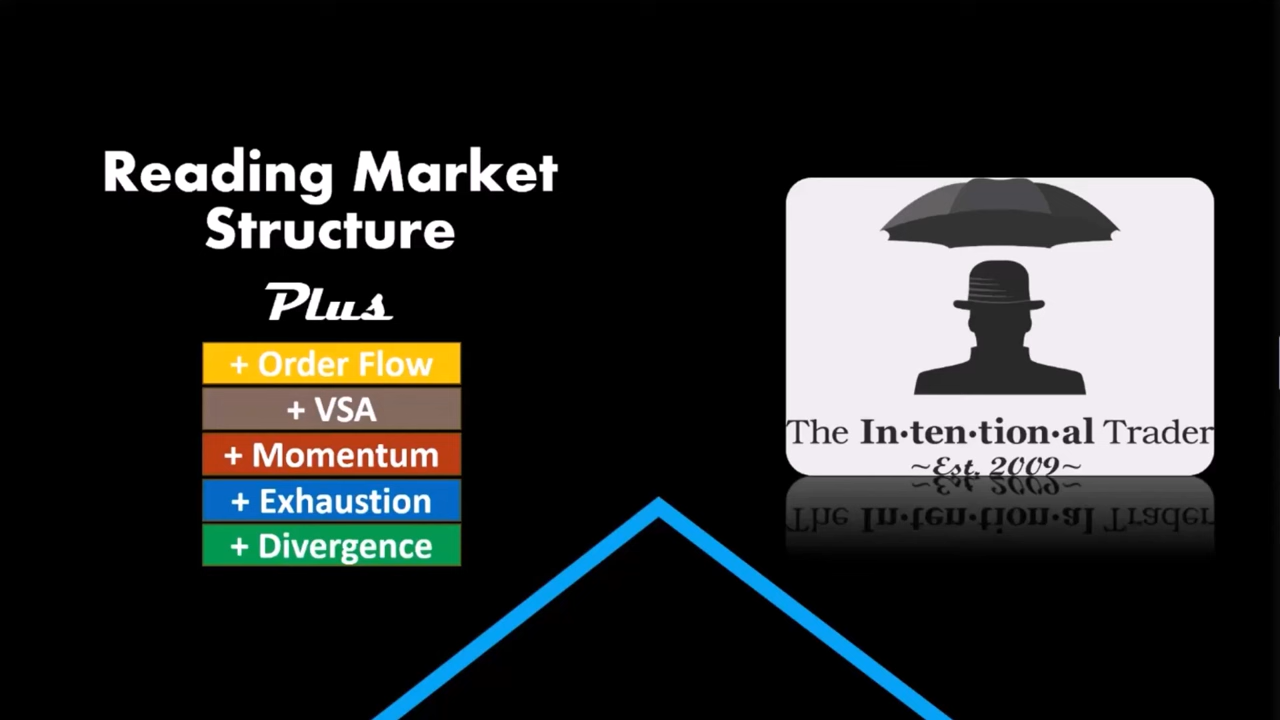 Reading Market
Structure
Plus
+ Order Flow
+ VSA
+ Momentum
+ Exhaustion
+ Divergence
The In•ten•tion•al Trader
~Est. 2009~